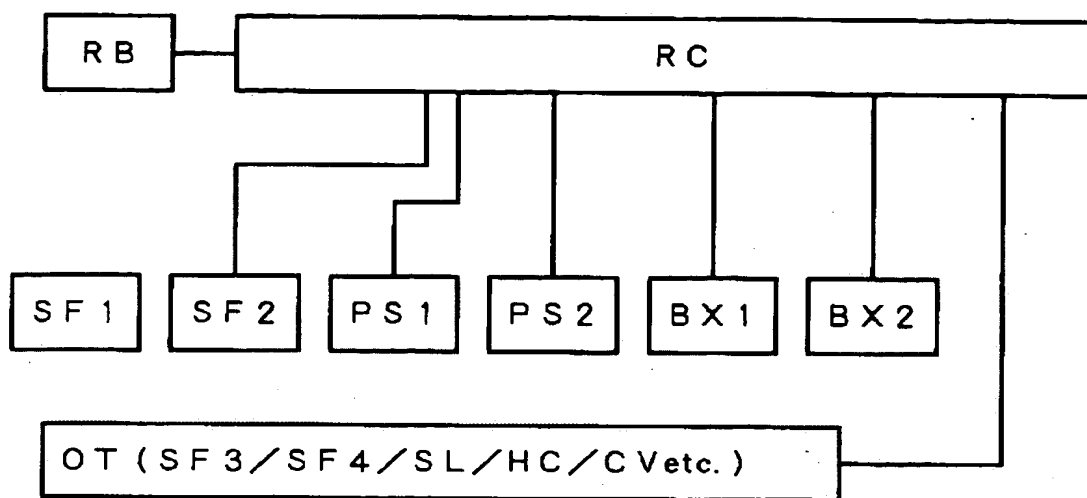 RB RC
SF1 SF2 PS1 PS2 BX1 BX2
OT (SF3/SF4/SL/HC/CVetc.)